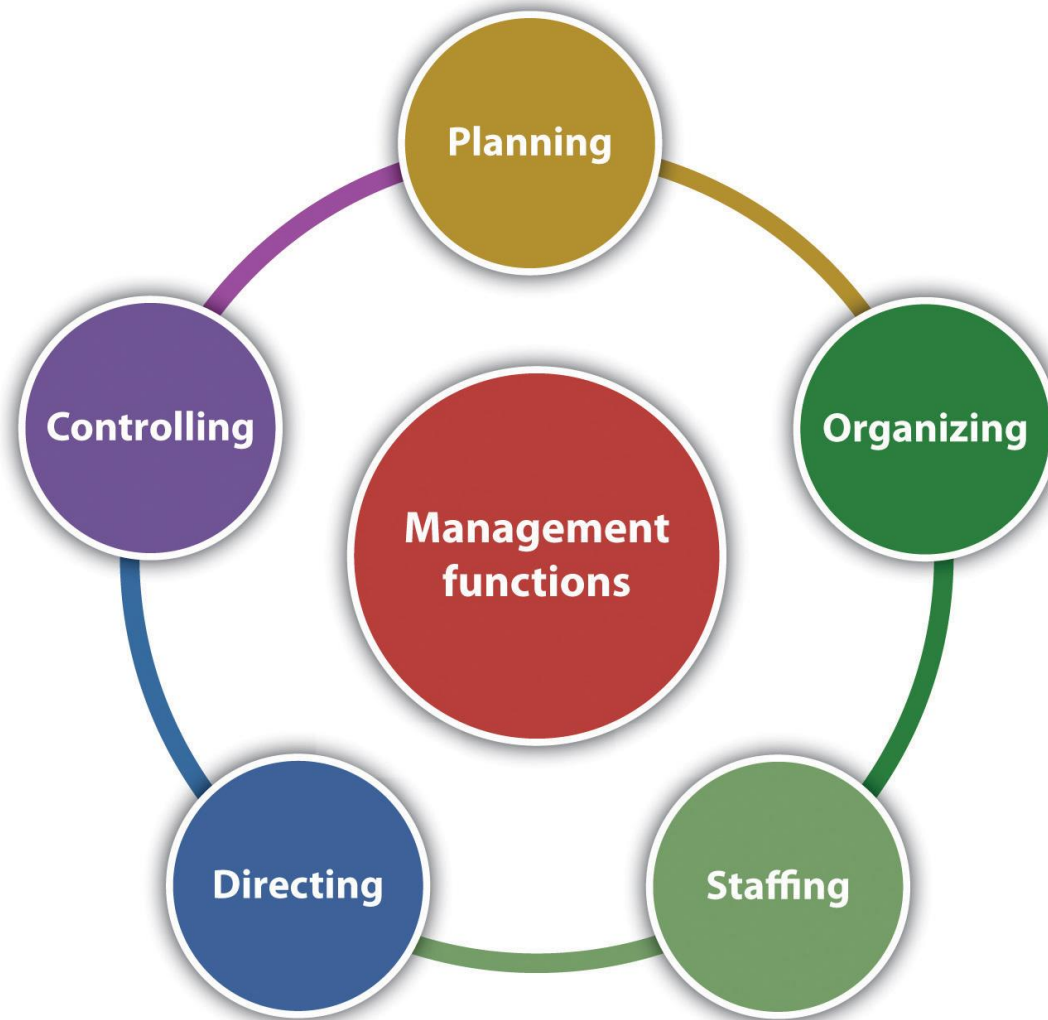 Planning
Organizing
Staffing
Directing
Controlling
Management
functions